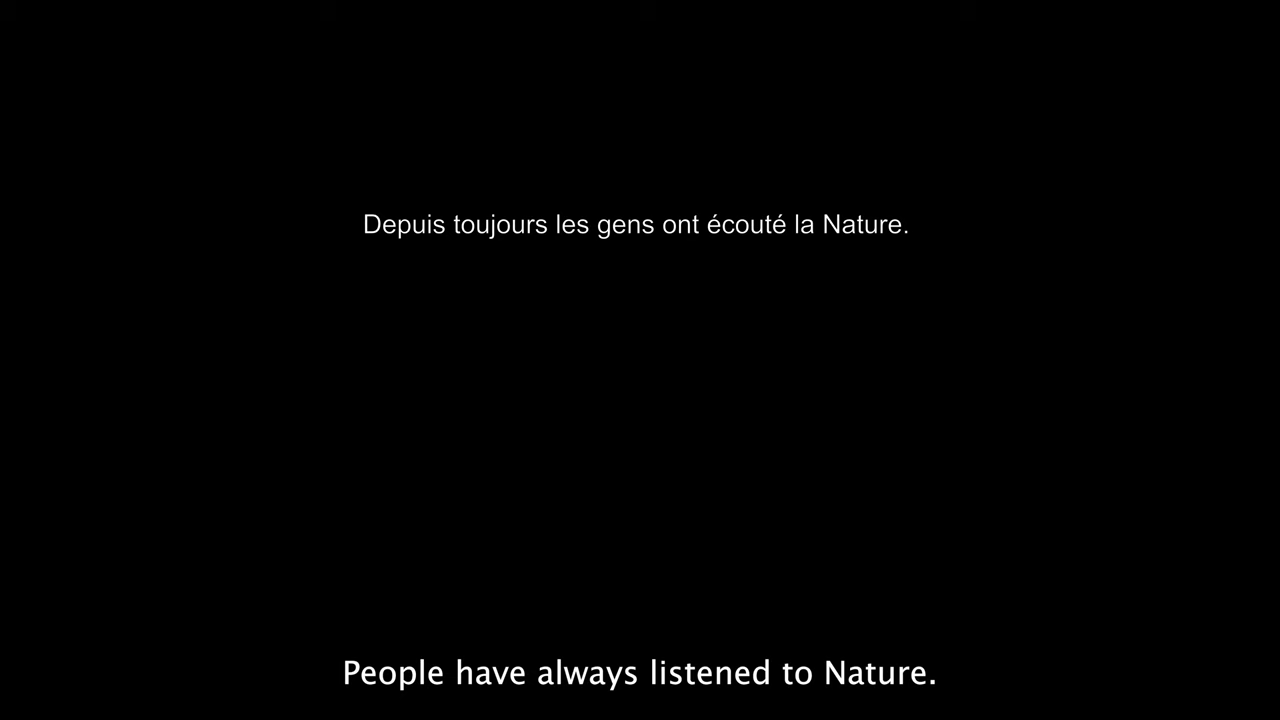 Depuis toujours les gens ont écouté la Nature.
People have always listened to Nature.